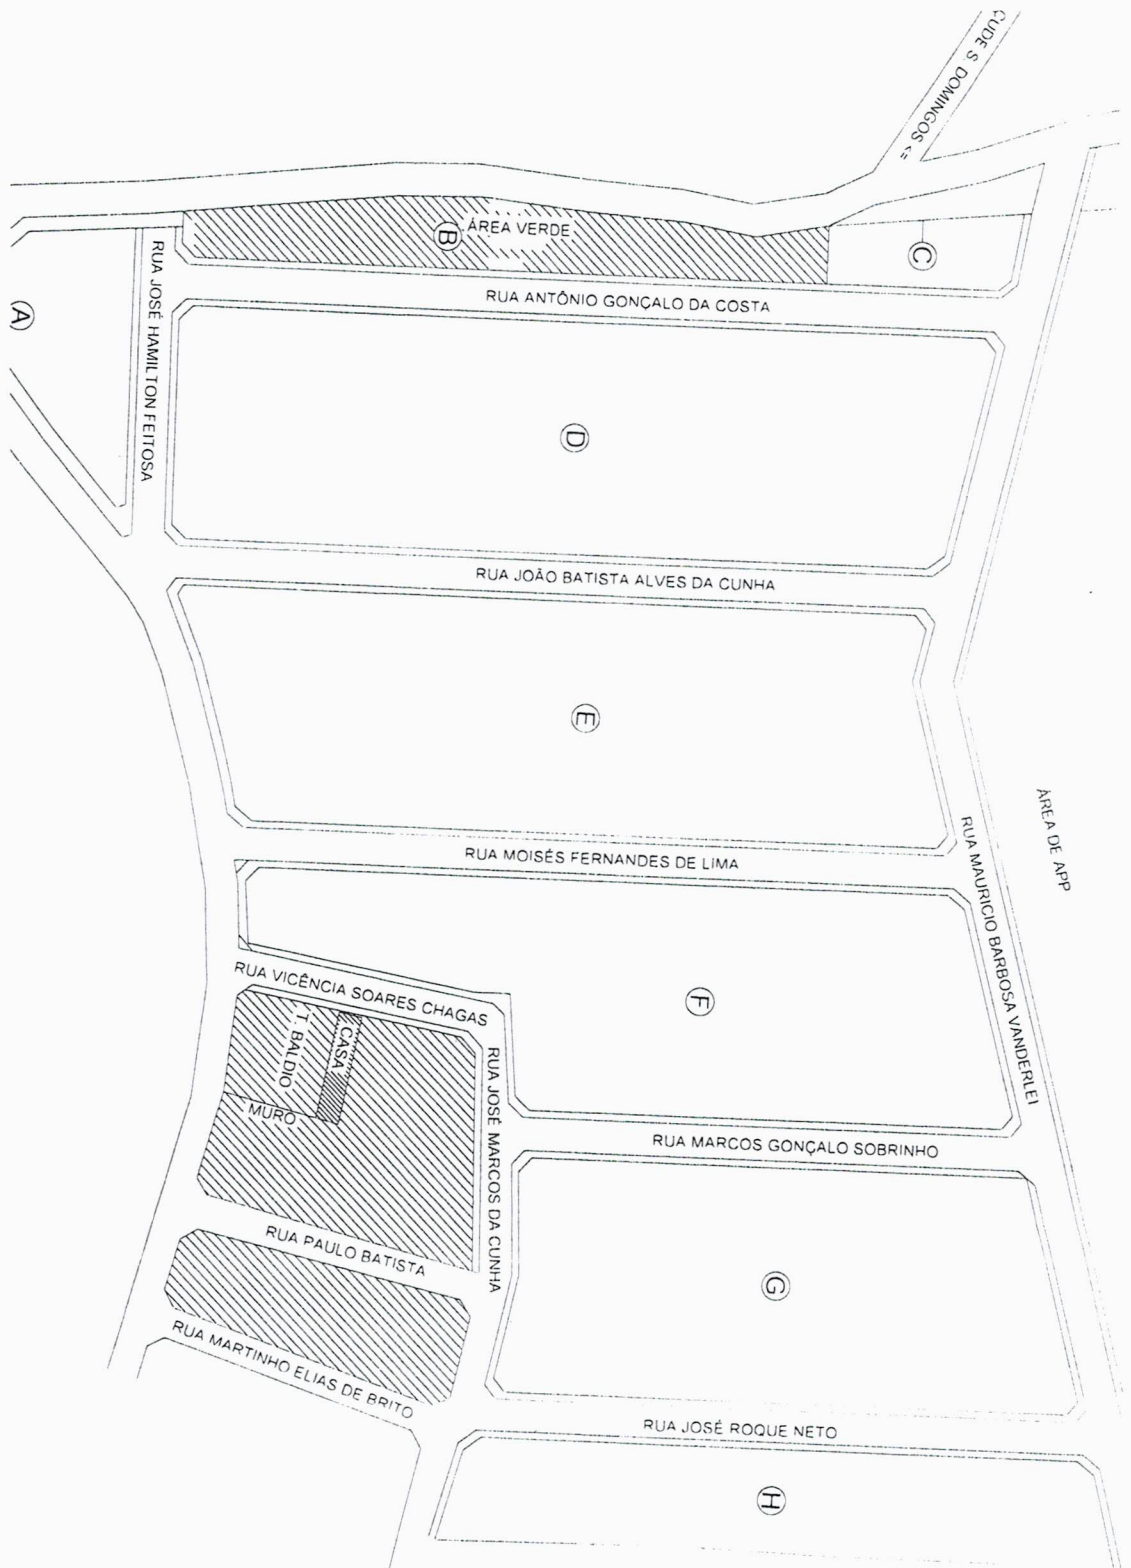 CUDE S. DOMINGOS <=
ÁREA VERDE
B
C
RUA ANTÔNIO GONÇALO DA COSTA
RUA JOSÉ HAMILTON FEITOSA
A
D
RUA JOÃO BATISTA ALVES DA CUNHA
E
ÁREA DE APP
RUA MOISÉS FERNANDES DE LIMA
RUA MAURICIO BARBOSA VANDERLEI
RUA VICÊNCIA SOARES CHAGAS
F
T. BALDIO
CASA
MURO
RUA JOSÉ MARCOS DA CUNHA
RUA MARCOS GONÇALO SOBRINHO
RUA PAULO BATISTA
G
RUA MARTINHO ELIAS DE BRITO
RUA JOSÉ ROQUE NETO
H